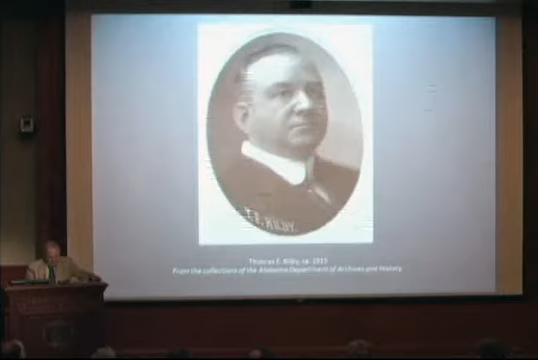 T.E. KILBY.
Thomas E. Kilby, ca. 1915
From the collections of the Alabama Department of Archives and History